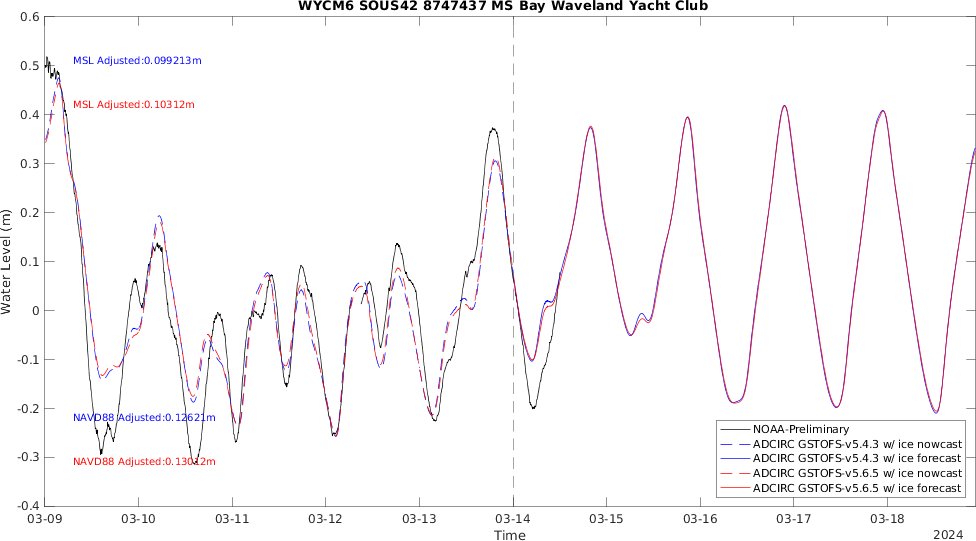 WYCM6 SOUS42 8747437 MS Bay Waveland Yacht Club
0.6
0.5
0.4
0.3
0.2
0.1
0
-0.1
-0.2
-0.3
-0.4
Water Level (m)
MSL Adjusted:0.099213m
MSL Adjusted:0.10312m
NAVD88 Adjusted:0.12621m
NAVD88 Adjusted:0.13012m
NOAA-Preliminary
ADCIRC GSTOFS-v5.4.3 w/ ice nowcast
ADCIRC GSTOFS-v5.4.3 w/ ice forecast
ADCIRC GSTOFS-v5.6.5 w/ ice nowcast
ADCIRC GSTOFS-v5.6.5 w/ ice forecast
03-09 03-10 03-11 03-12 03-13 03-14 03-15 03-16 03-17 03-18
Time
2024